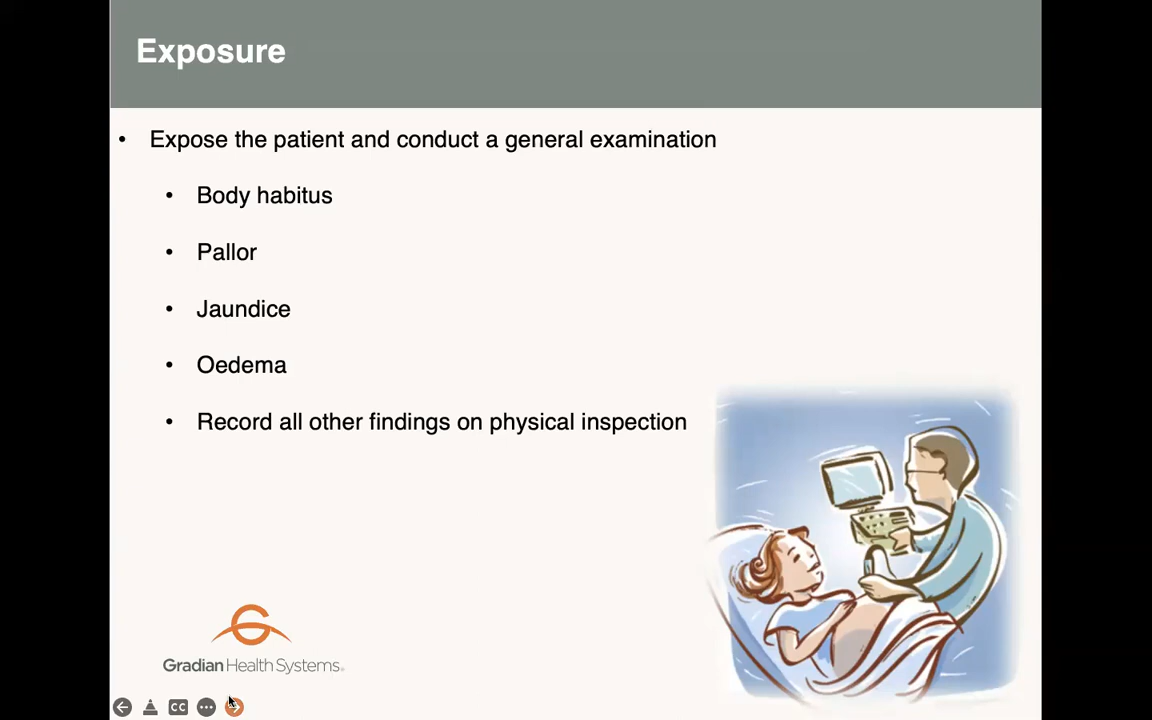 Exposure
• Expose the patient and conduct a general examination
• Body habitus
• Pallor
• Jaundice
• Oedema
• Record all other findings on physical inspection
Gradian Health Systems
CC